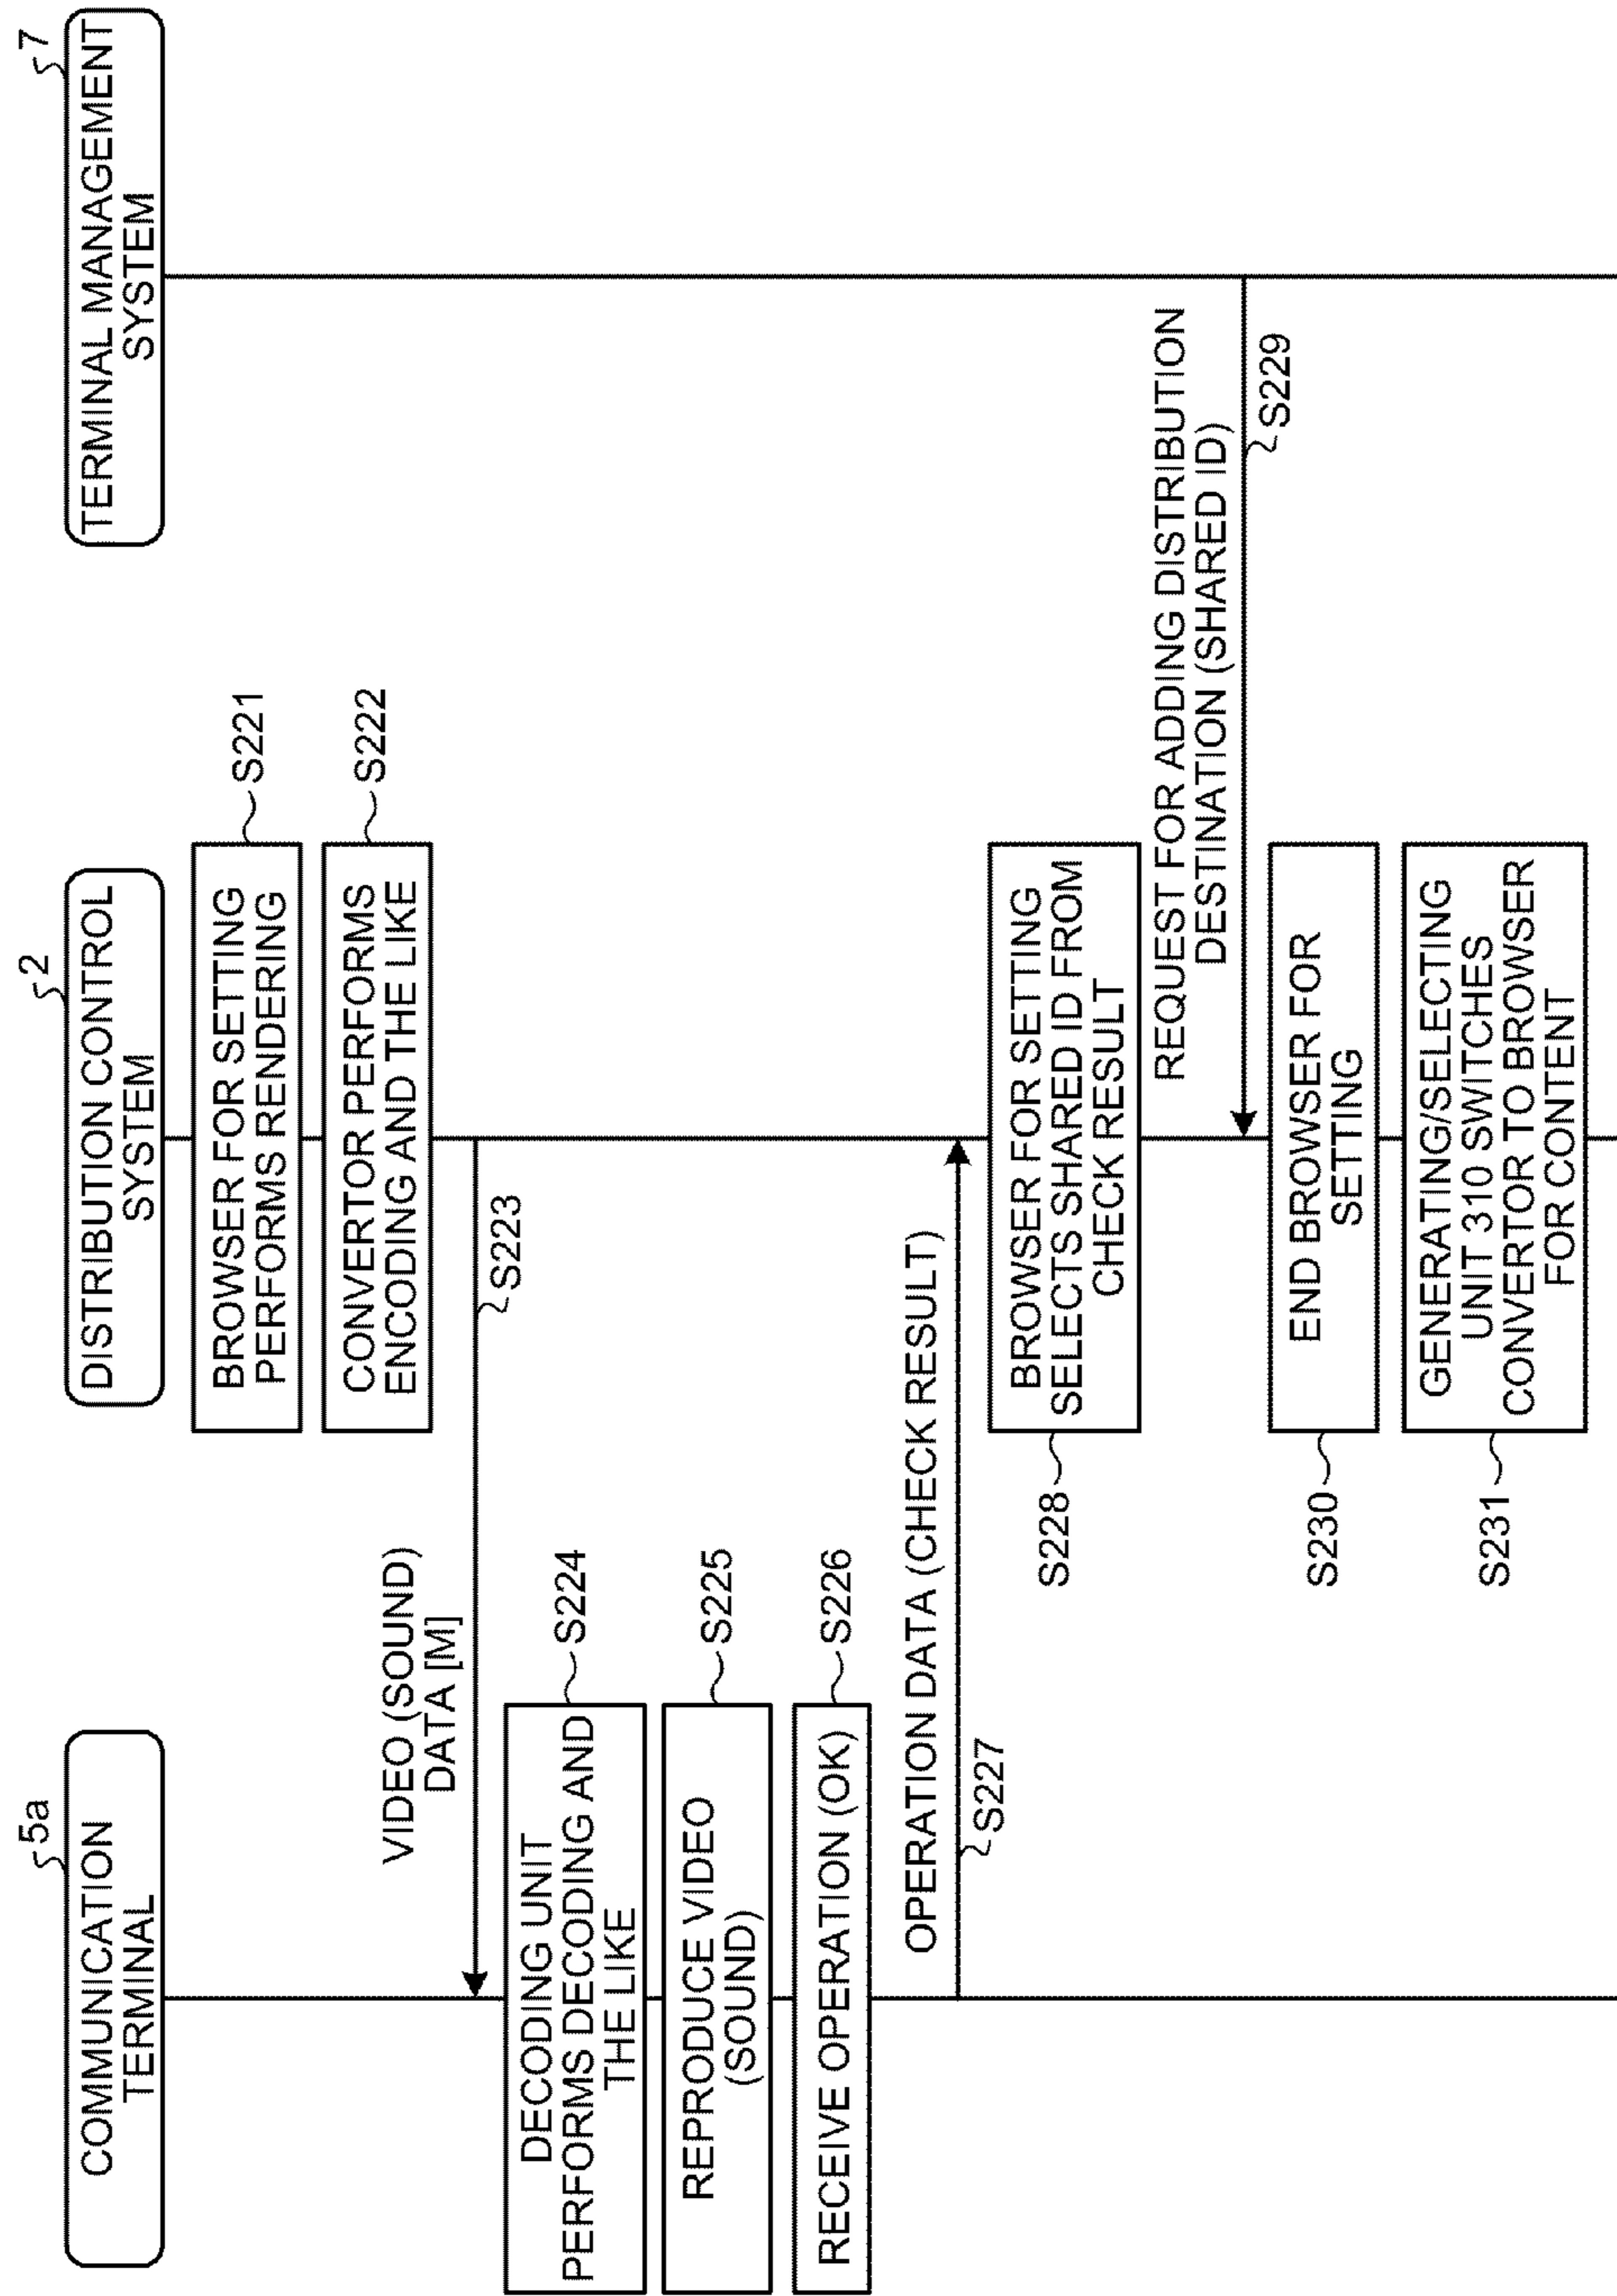 5a
COMMUNICATION
TERMINAL
2
DISTRIBUTION CONTROL
SYSTEM
7
TERMINAL MANAGEMENT
SYSTEM
BROWSER FOR SETTING
PERFORMS RENDERING
S221
CONVERTOR PERFORMS
ENCODING AND THE LIKE
S222
VIDEO (SOUND)
DATA [M]
S223
DECODING UNIT
PERFORMS DECODING AND
THE LIKE
S224
REPRODUCE VIDEO
(SOUND)
S225
RECEIVE OPERATION (OK)
S226
OPERATION DATA (CHECK RESULT)
S227
BROWSER FOR SETTING
SELECTS SHARED ID FROM
CHECK RESULT
S228
REQUEST FOR ADDING DISTRIBUTION
DESTINATION (SHARED ID)
S229
END BROWSER FOR
SETTING
S230
GENERATING/SELECTING
UNIT 310 SWITCHES
CONVERTOR TO BROWSER
FOR CONTENT
S231